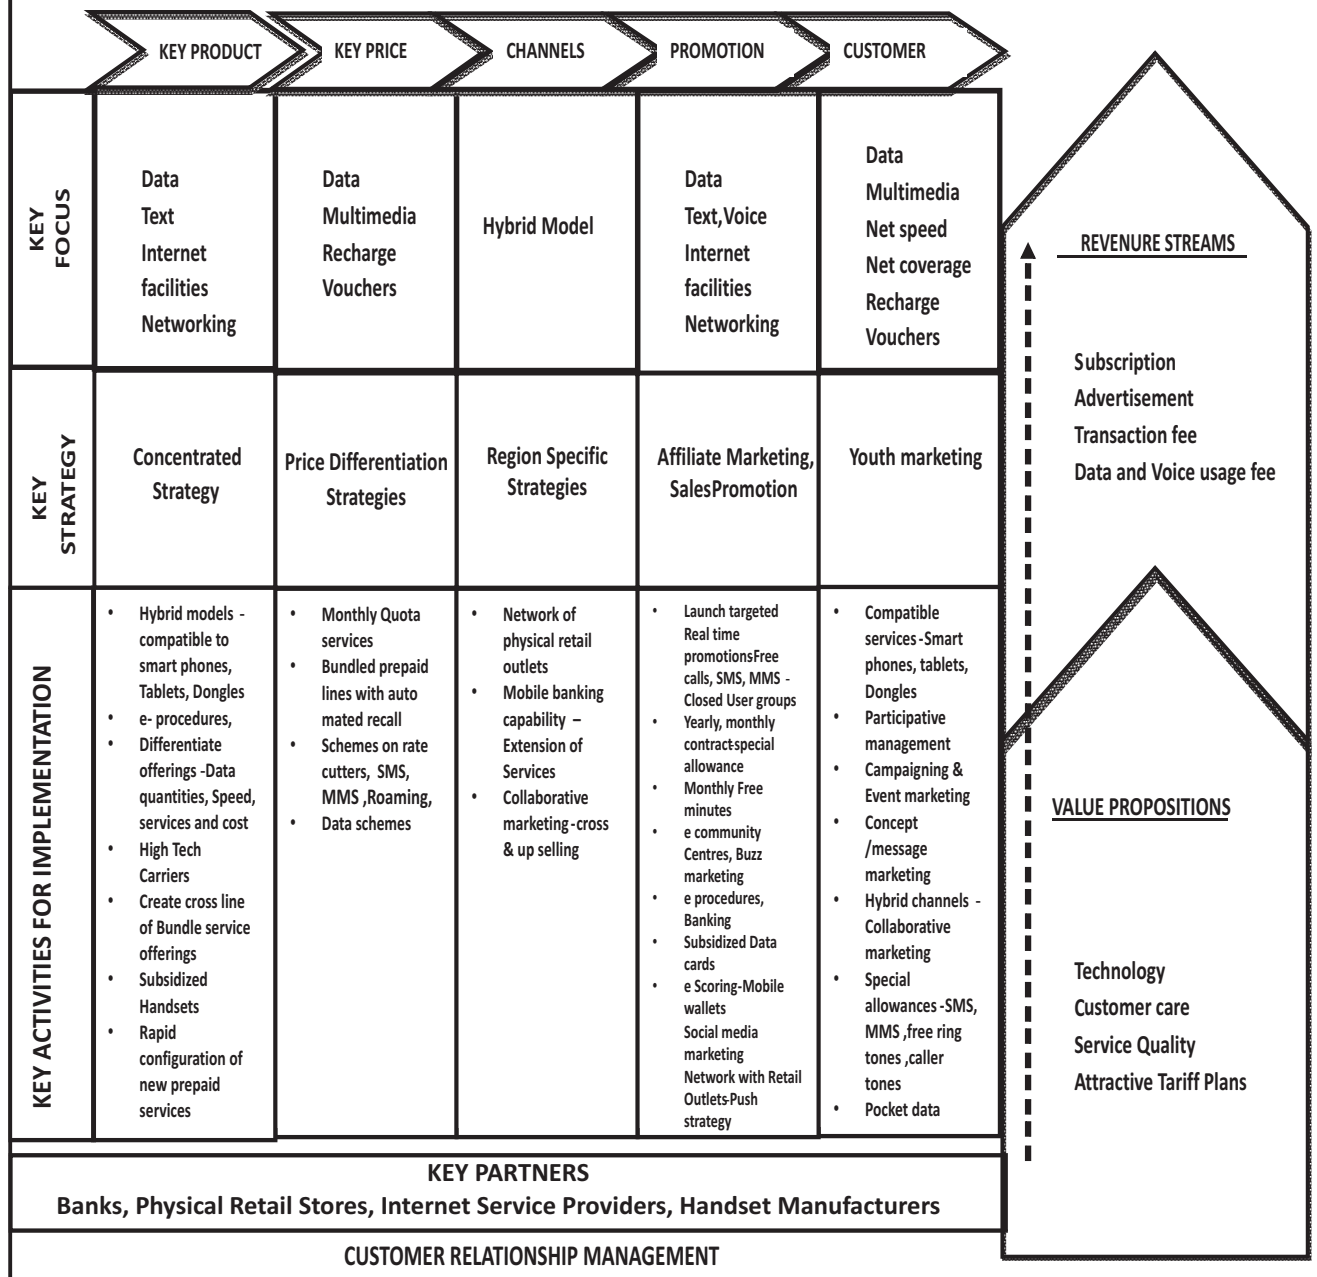 KEY PRODUCT
KEY PRICE
CHANNELS
PROMOTION
CUSTOMER
KEY
FOCUS
Data
Text
Internet
facilities
Networking
Data
Multimedia
Recharge
Vouchers
Hybrid Model
Data
Text,Voice
Internet
facilities
Networking
Data
Multimedia
Net speed
Net coverage
Recharge
Vouchers
KEY
STRATEGY
Concentrated
Strategy
Price Differentiation
Strategies
Region Specific
Strategies
Affiliate Marketing,
SalesPromotion
Youth marketing
KEY ACTIVITIES FOR IMPLEMENTATION
• Hybrid models -
compatible to
smart phones,
Tablets, Dongles
• e- procedures,
• Differentiate
offerings -Data
quantities, Speed,
services and cost
• High Tech
Carriers
• Create cross line
of Bundle service
offerings
• Subsidized
Handsets
• Rapid
configuration of
new prepaid
services
• Monthly Quota
services
• Bundled prepaid
lines with auto
mated recall
• Schemes on rate
cutters, SMS,
MMS ,Roaming,
• Data schemes
• Network of
physical retail
outlets
• Mobile banking
capability –
Extension of
Services
• Collaborative
marketing -cross
& up selling
• Launch targeted
Real time
promotions-Free
calls, SMS, MMS -
Closed User groups
• Yearly, monthly
contract-special
allowance
• Monthly Free
minutes
• e community
Centres, Buzz
marketing
• e procedures,
Banking
• Subsidized Data
cards
• e Scoring-Mobile
wallets
Social media
marketing
Network with Retail
Outlets-Push
strategy
• Compatible
services -Smart
phones, tablets,
Dongles
• Participative
management
• Campaigning &
Event marketing
• Concept
/message
marketing
• Hybrid channels -
Collaborative
marketing
• Special
allowances -SMS,
MMS ,free ring
tones ,caller
tones
• Pocket data
REVENURE STREAMS
Subscription
Advertisement
Transaction fee
Data and Voice usage fee
VALUE PROPOSITIONS
Technology
Customer care
Service Quality
Attractive Tariff Plans
KEY PARTNERS
Banks, Physical Retail Stores, Internet Service Providers, Handset Manufacturers
CUSTOMER RELATIONSHIP MANAGEMENT